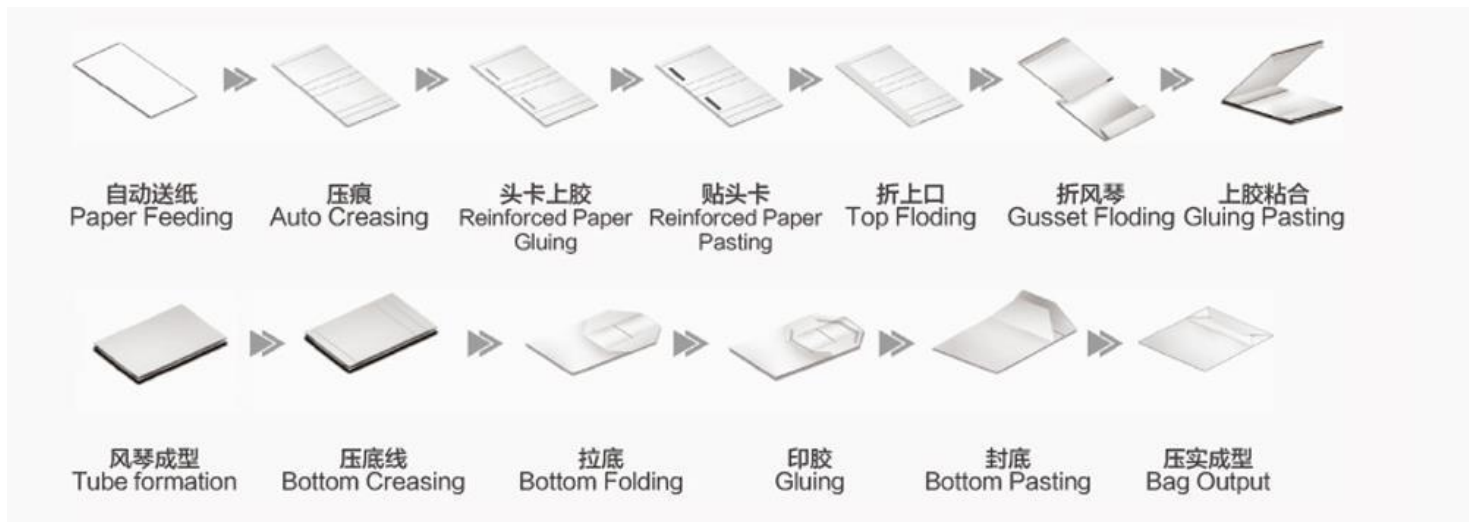 自动送纸
Paper Feeding
压痕
Auto Creasing
头卡上胶
Reinforced Paper
Gluing
贴头卡
Reinforced Paper
Pasting
折上口
Top Floding
折风琴
Gusset Floding
上胶粘合
Gluing Pasting
风琴成型
Tube formation
压底线
Bottom Creasing
拉底
Bottom Folding
印胶
Gluing
封底
Bottom Pasting
压实成型
Bag Output